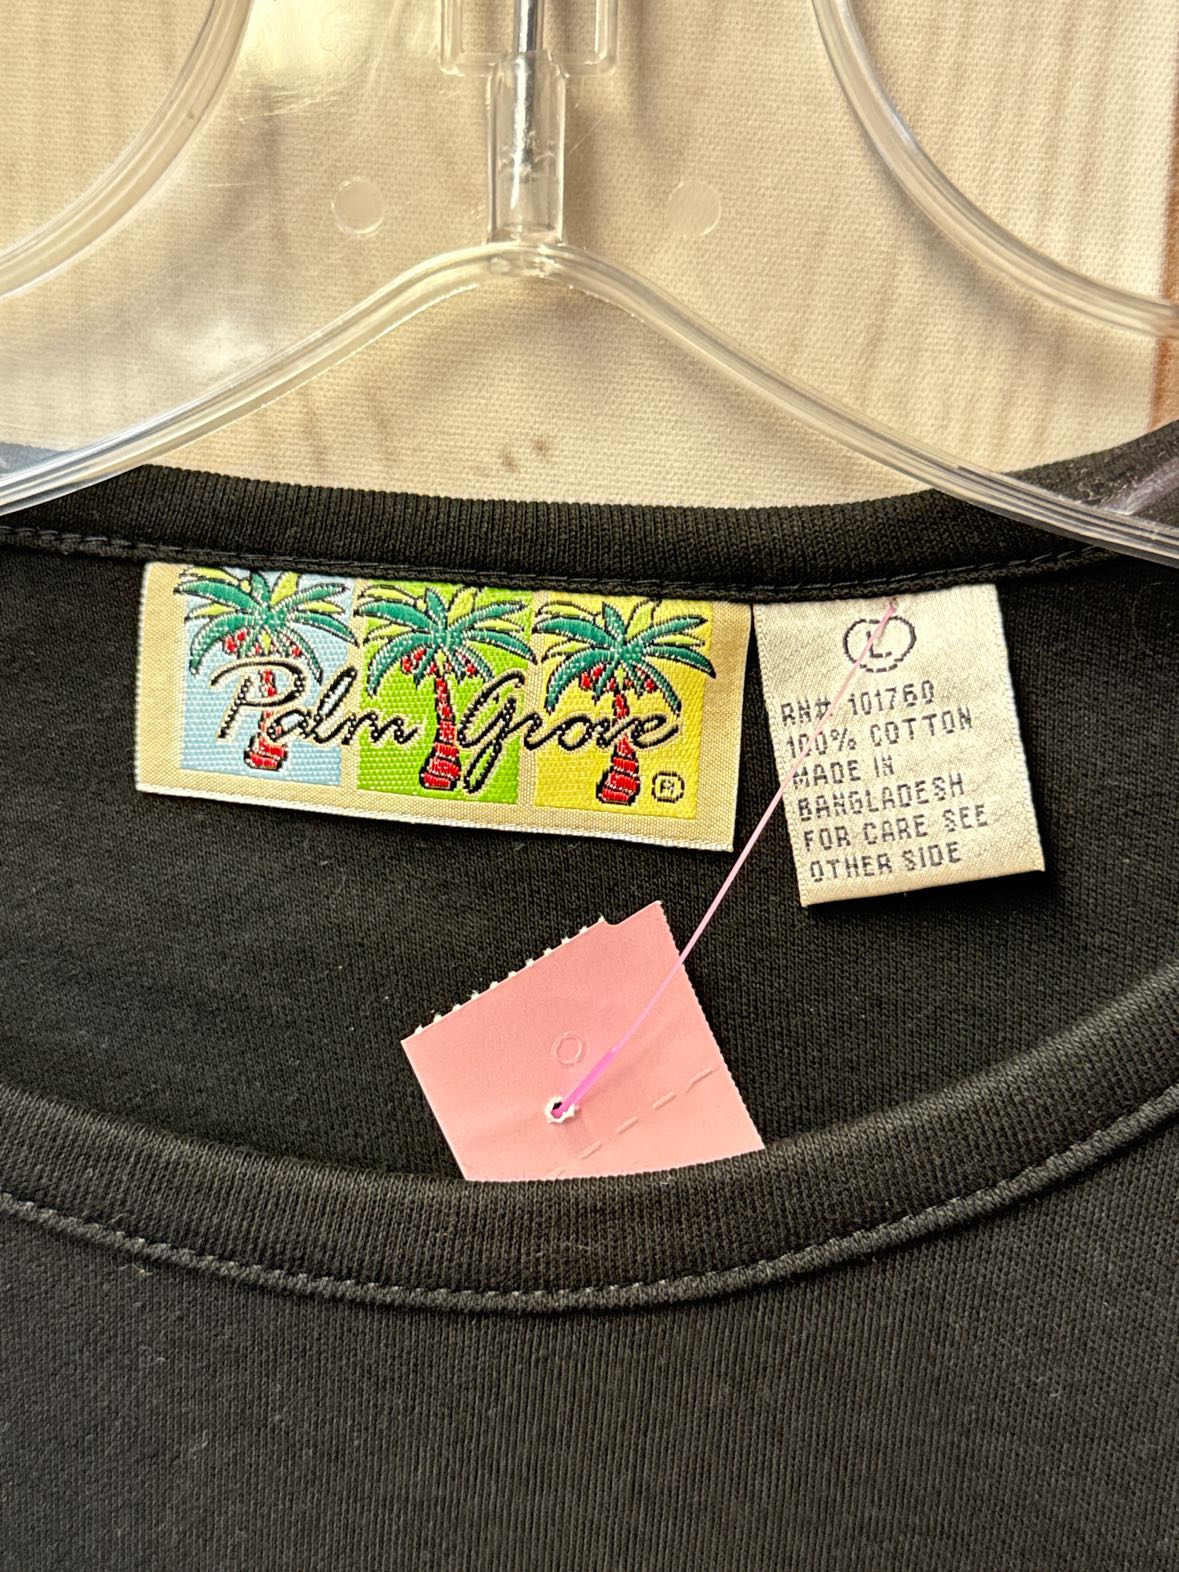 Palm Grove
®
L
RN# 101760
100% COTTON
MADE IN
BANGLADESH
FOR CARE SEE
OTHER SIDE